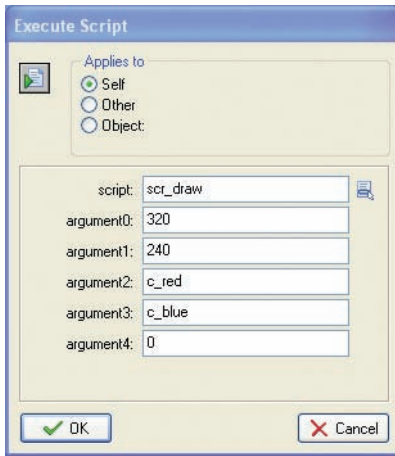 Execute Script
Applies to
Self
Other
Object:
script: scr_draw
argument0: 320
argument1: 240
argument2: c_red
argument3: c_blue
argument4: 0
OK Cancel